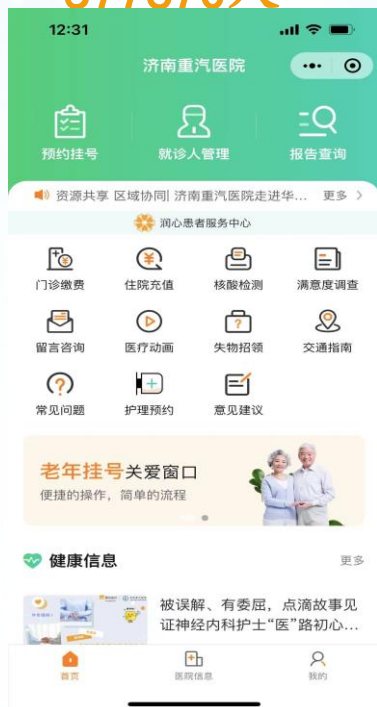 12:31
济南重汽医院
预约挂号
就诊人管理
报告查询
资源共享 区域协同| 济南重汽医院走进华... 更多
润心患者服务中心
门诊缴费
住院充值
核酸检测
满意度调查
留言咨询
医疗动画
失物招领
交通指南
常见问题
护理预约
意见建议
老年挂号关爱窗口
便捷的操作，简单的流程
健康信息
更多
被误解、有委屈，点滴故事见
证神经内科护士“医”路初心...
首页
医院信息
我的